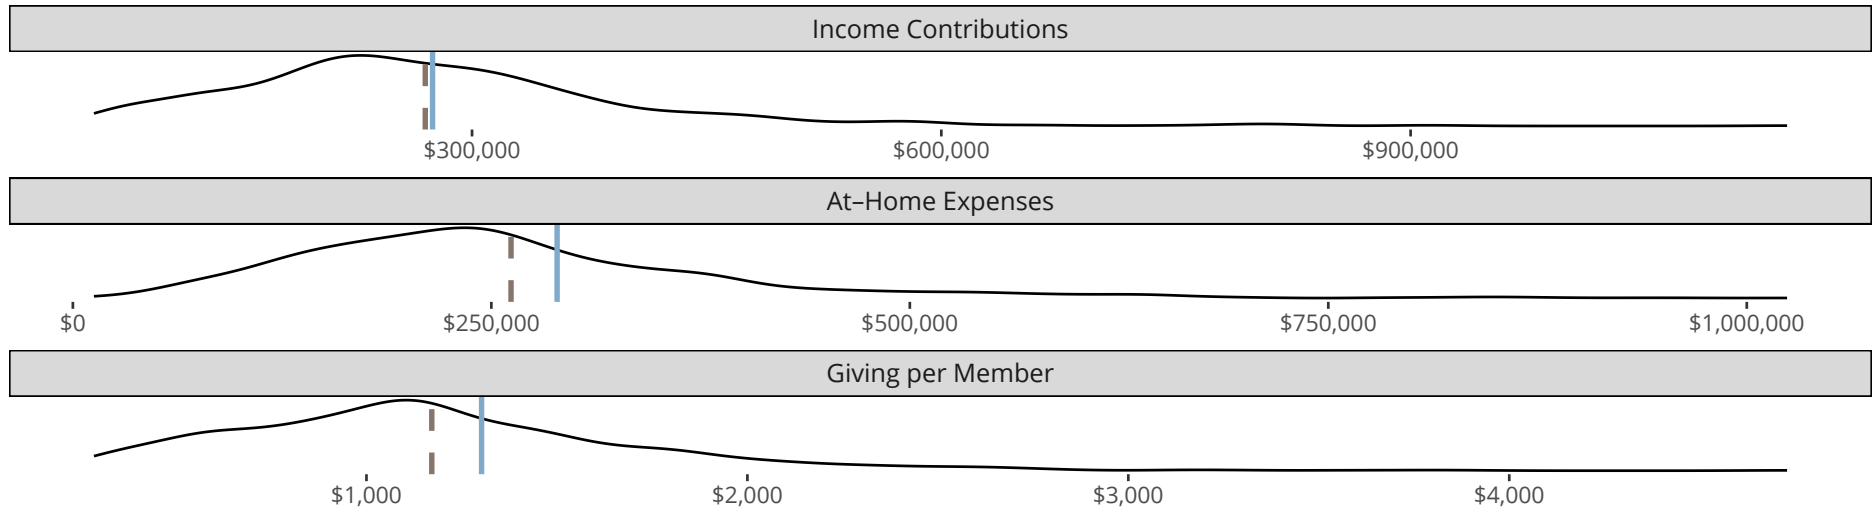 Income Contributions
$300,000 $600,000 $900,000
At–Home Expenses
$0 $250,000 $500,000 $750,000 $1,000,000
Giving per Member
$1,000 $2,000 $3,000 $4,000